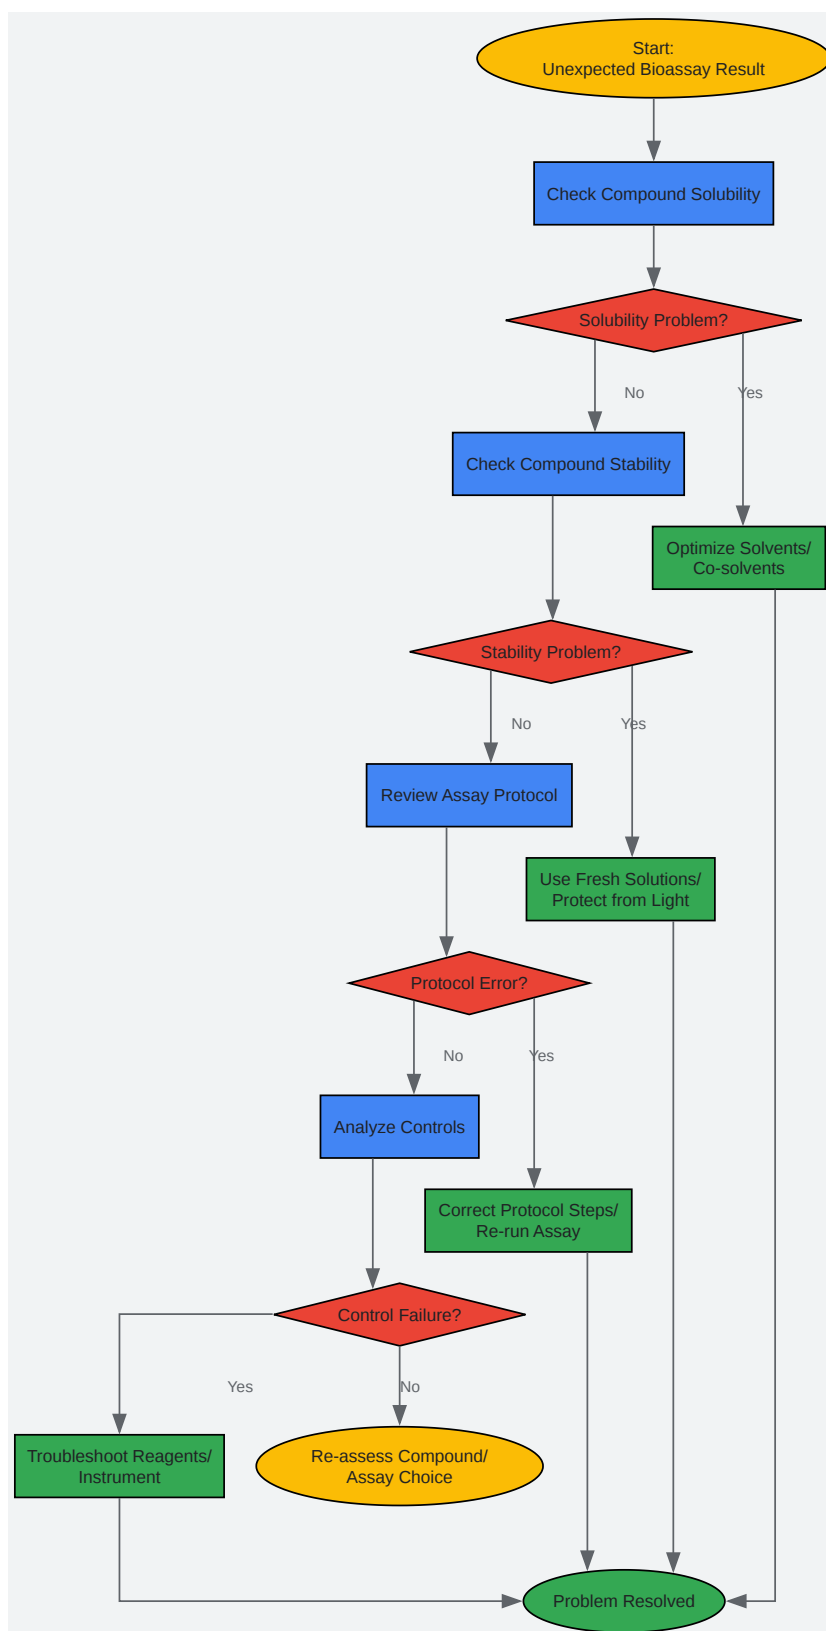 Start:
Unexpected Bioassay Result
Check Compound Solubility
Solubility Problem?
No
Yes
Check Compound Stability
Optimize Solvents/
Co-solvents
Stability Problem?
No
Yes
Review Assay Protocol
Use Fresh Solutions/
Protect from Light
Protocol Error?
No
Yes
Analyze Controls
Correct Protocol Steps/
Re-run Assay
Control Failure?
Yes
No
Troubleshoot Reagents/
Instrument
Re-assess Compound/
Assay Choice
Problem Resolved